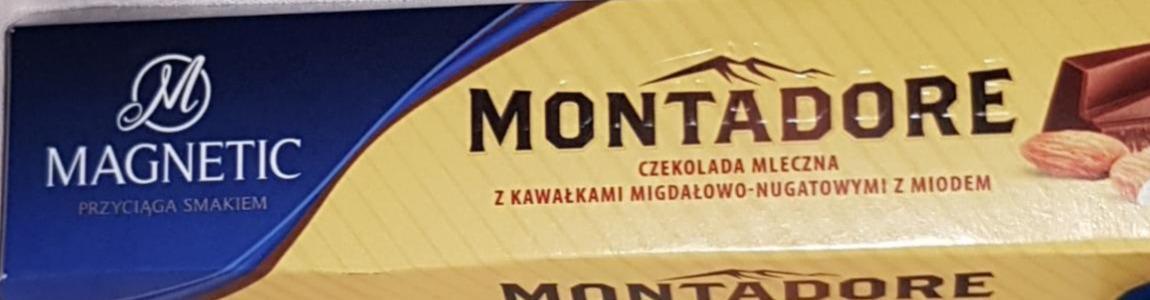 M
MAGNETIC
PRZYCIĄGA SMAKIEM
MONTADORE
CZEKOLADA MLECZNA
Z KAWAŁKAMI MIGDAŁOWO-NUGATOWYMI Z MIODEM
MONTADORE